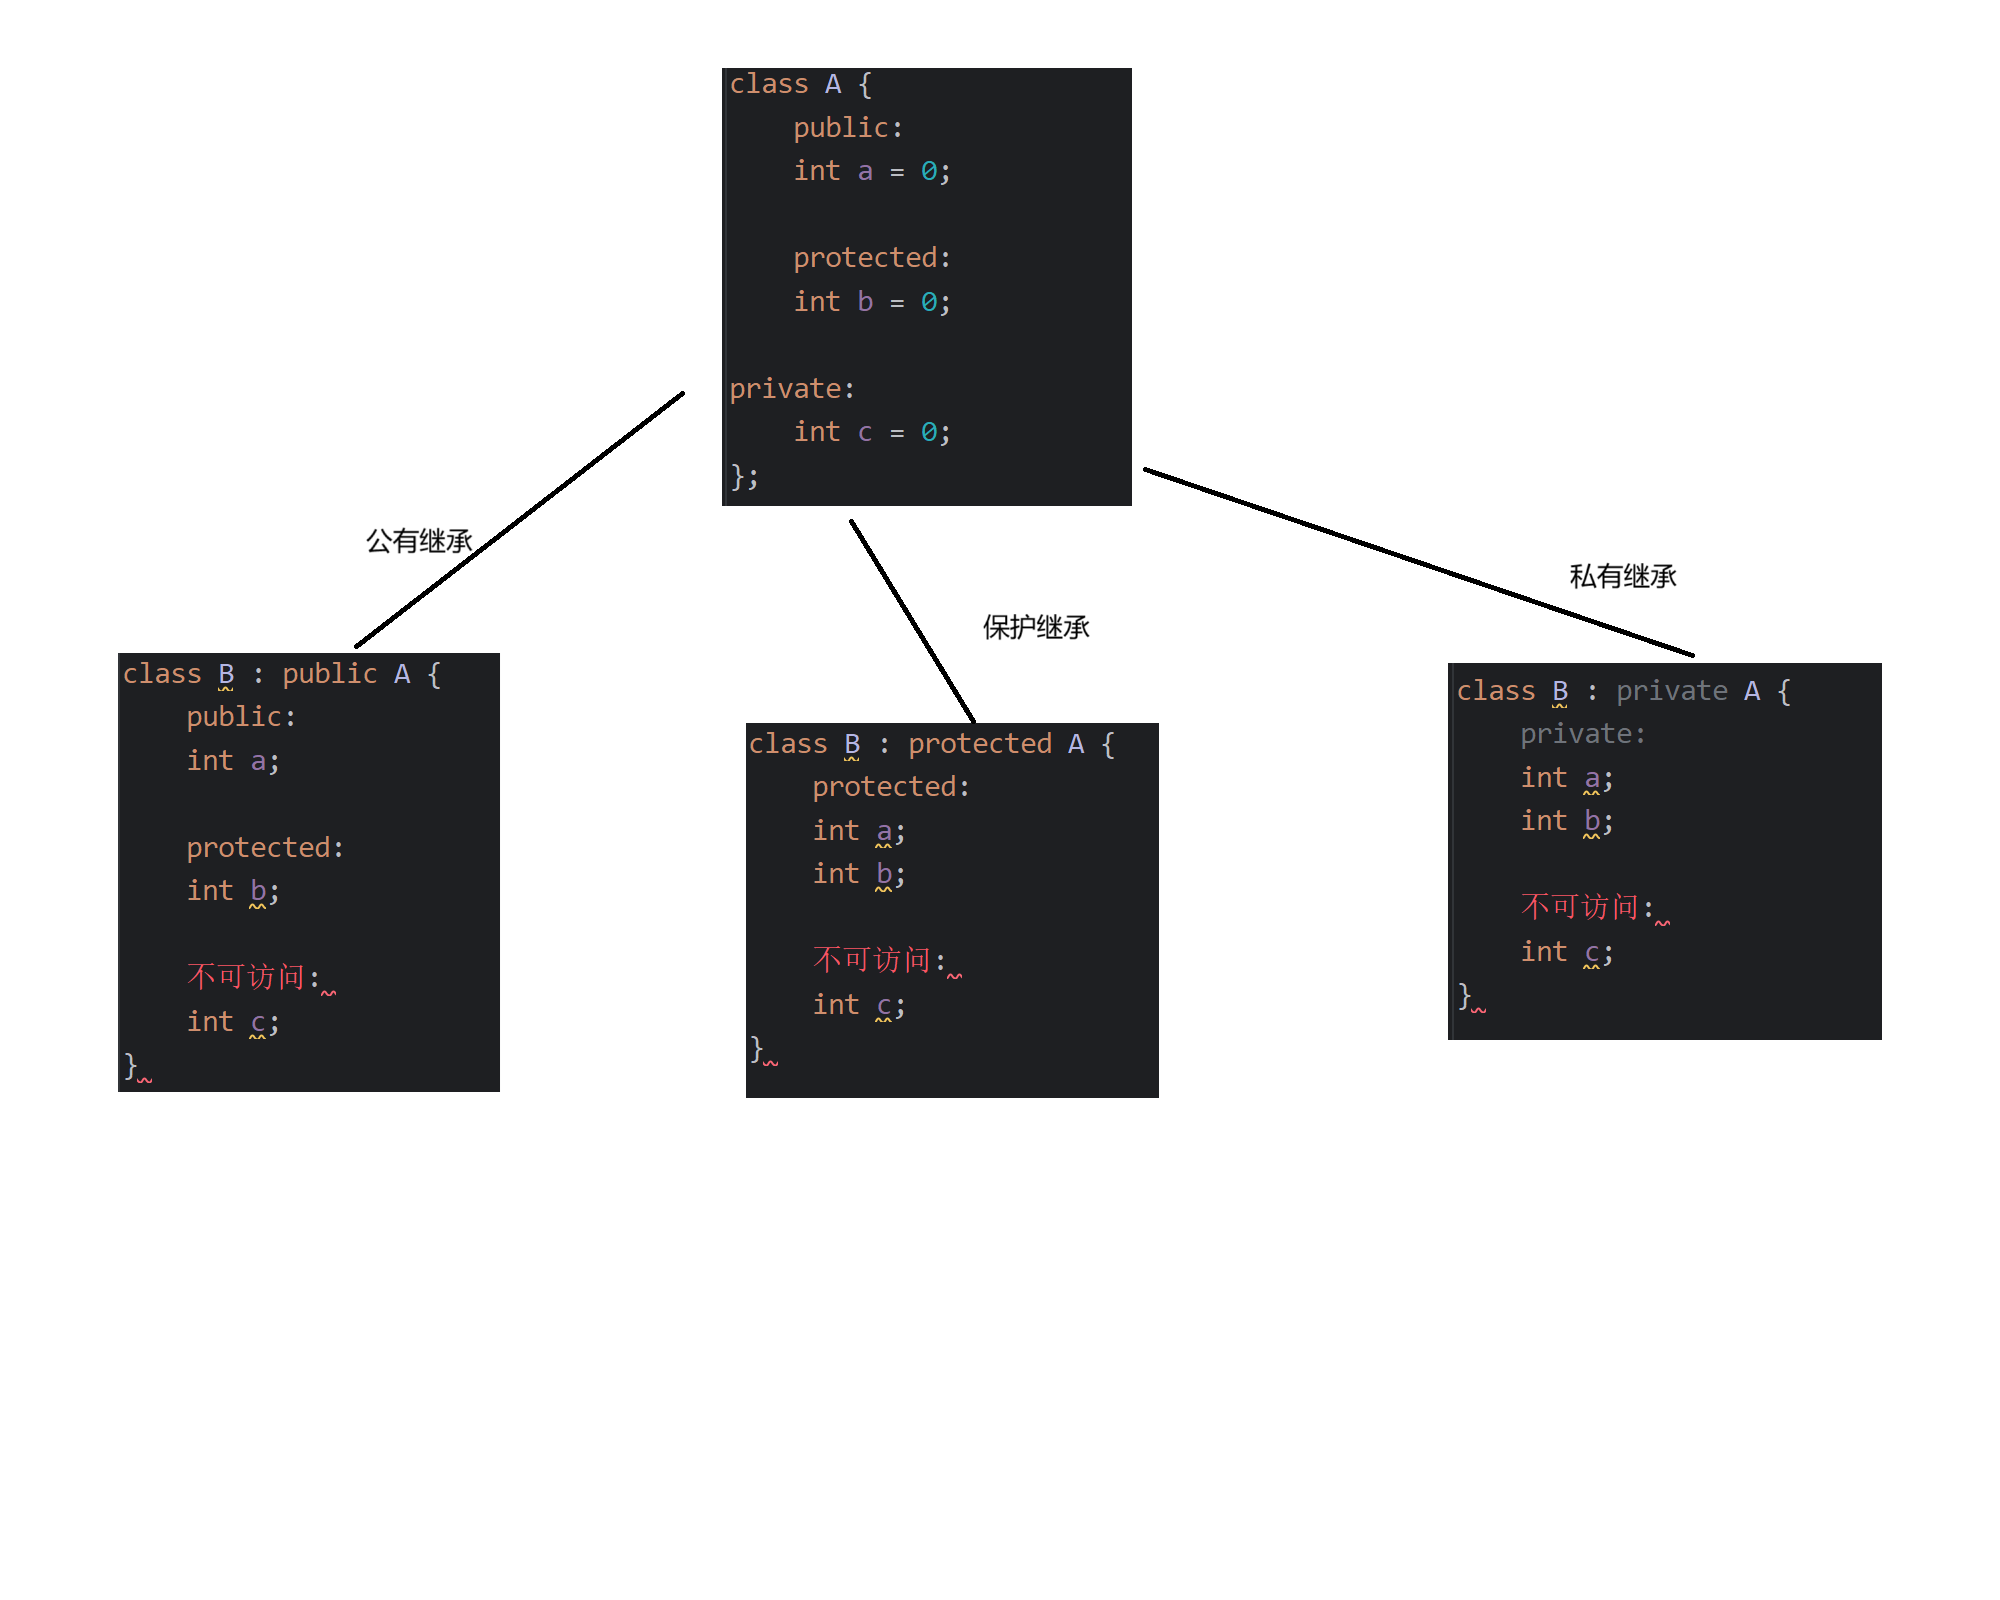 class A {
public:
int a = 0;
protected:
int b = 0;
private:
int c = 0;
};
公有继承
保护继承
私有继承
class B : public A {
public:
int a;
protected:
int b;
不可访问:
int c;
}
class B : protected A {
protected:
int a;
int b;
不可访问:
int c;
}
class B : private A {
private:
int a;
int b;
不可访问:
int c;
}